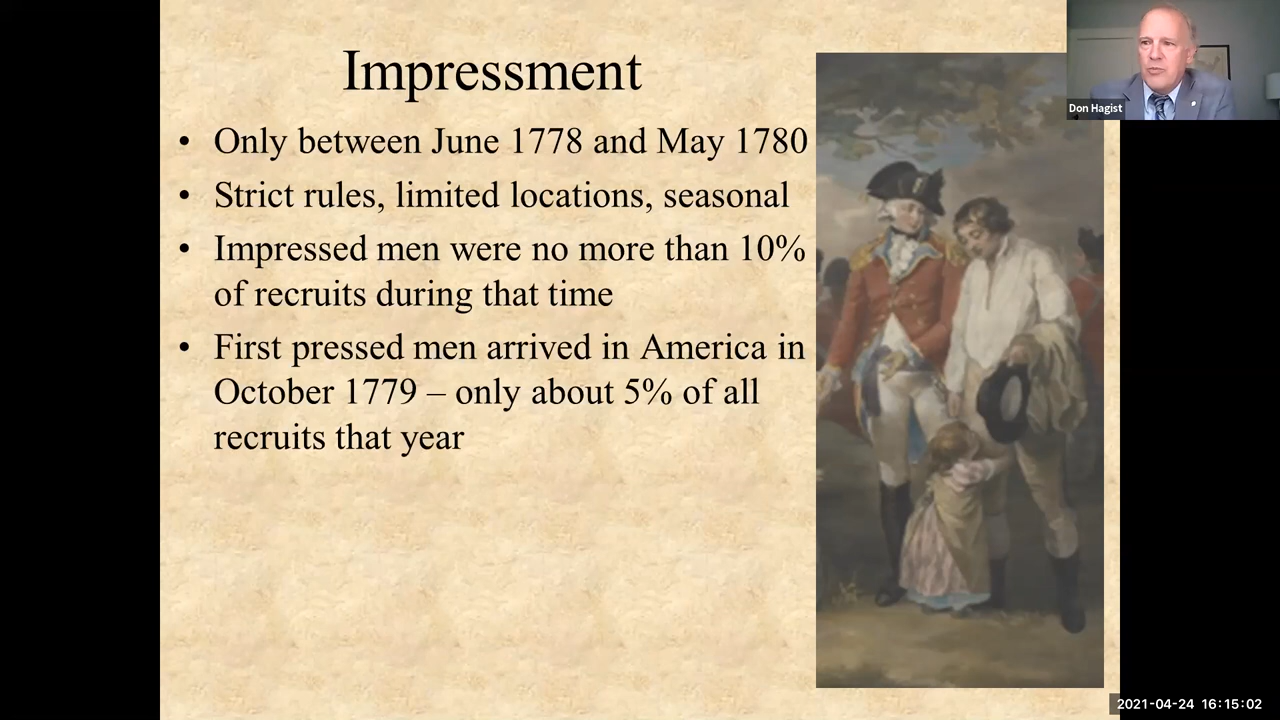 Impressment
• Only between June 1778 and May 1780
• Strict rules, limited locations, seasonal
• Impressed men were no more than 10%
of recruits during that time
• First pressed men arrived in America in
October 1779 – only about 5% of all
recruits that year
Don Hagist
2021-04-24 16:15:02